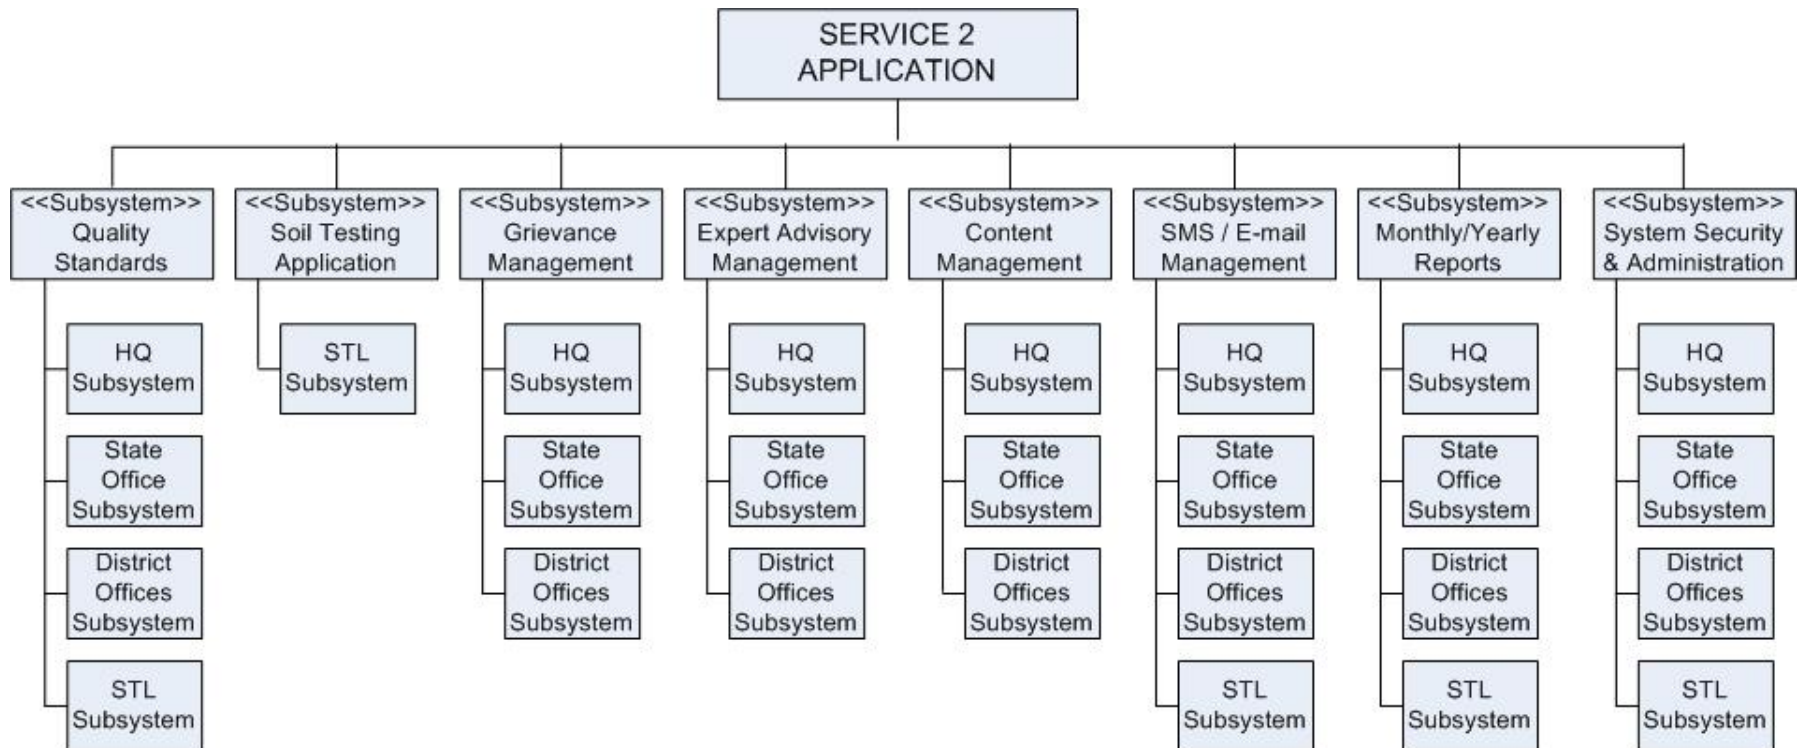 SERVICE 2
APPLICATION
<<Subsystem>>
Quality
Standards
<<Subsystem>>
Soil Testing
Application
<<Subsystem>>
Grievance
Management
<<Subsystem>>
Expert Advisory
Management
<<Subsystem>>
Content
Management
<<Subsystem>>
SMS / E-mail
Management
<<Subsystem>>
Monthly/Yearly
Reports
<<Subsystem>>
System Security
& Administration
HQ
Subsystem
State
Office
Subsystem
District
Offices
Subsystem
STL
Subsystem
STL
Subsystem
HQ
Subsystem
State
Office
Subsystem
District
Offices
Subsystem
HQ
Subsystem
State
Office
Subsystem
District
Offices
Subsystem
HQ
Subsystem
State
Office
Subsystem
District
Offices
Subsystem
HQ
Subsystem
State
Office
Subsystem
District
Offices
Subsystem
STL
Subsystem
HQ
Subsystem
State
Office
Subsystem
District
Offices
Subsystem
STL
Subsystem
HQ
Subsystem
State
Office
Subsystem
District
Offices
Subsystem
STL
Subsystem